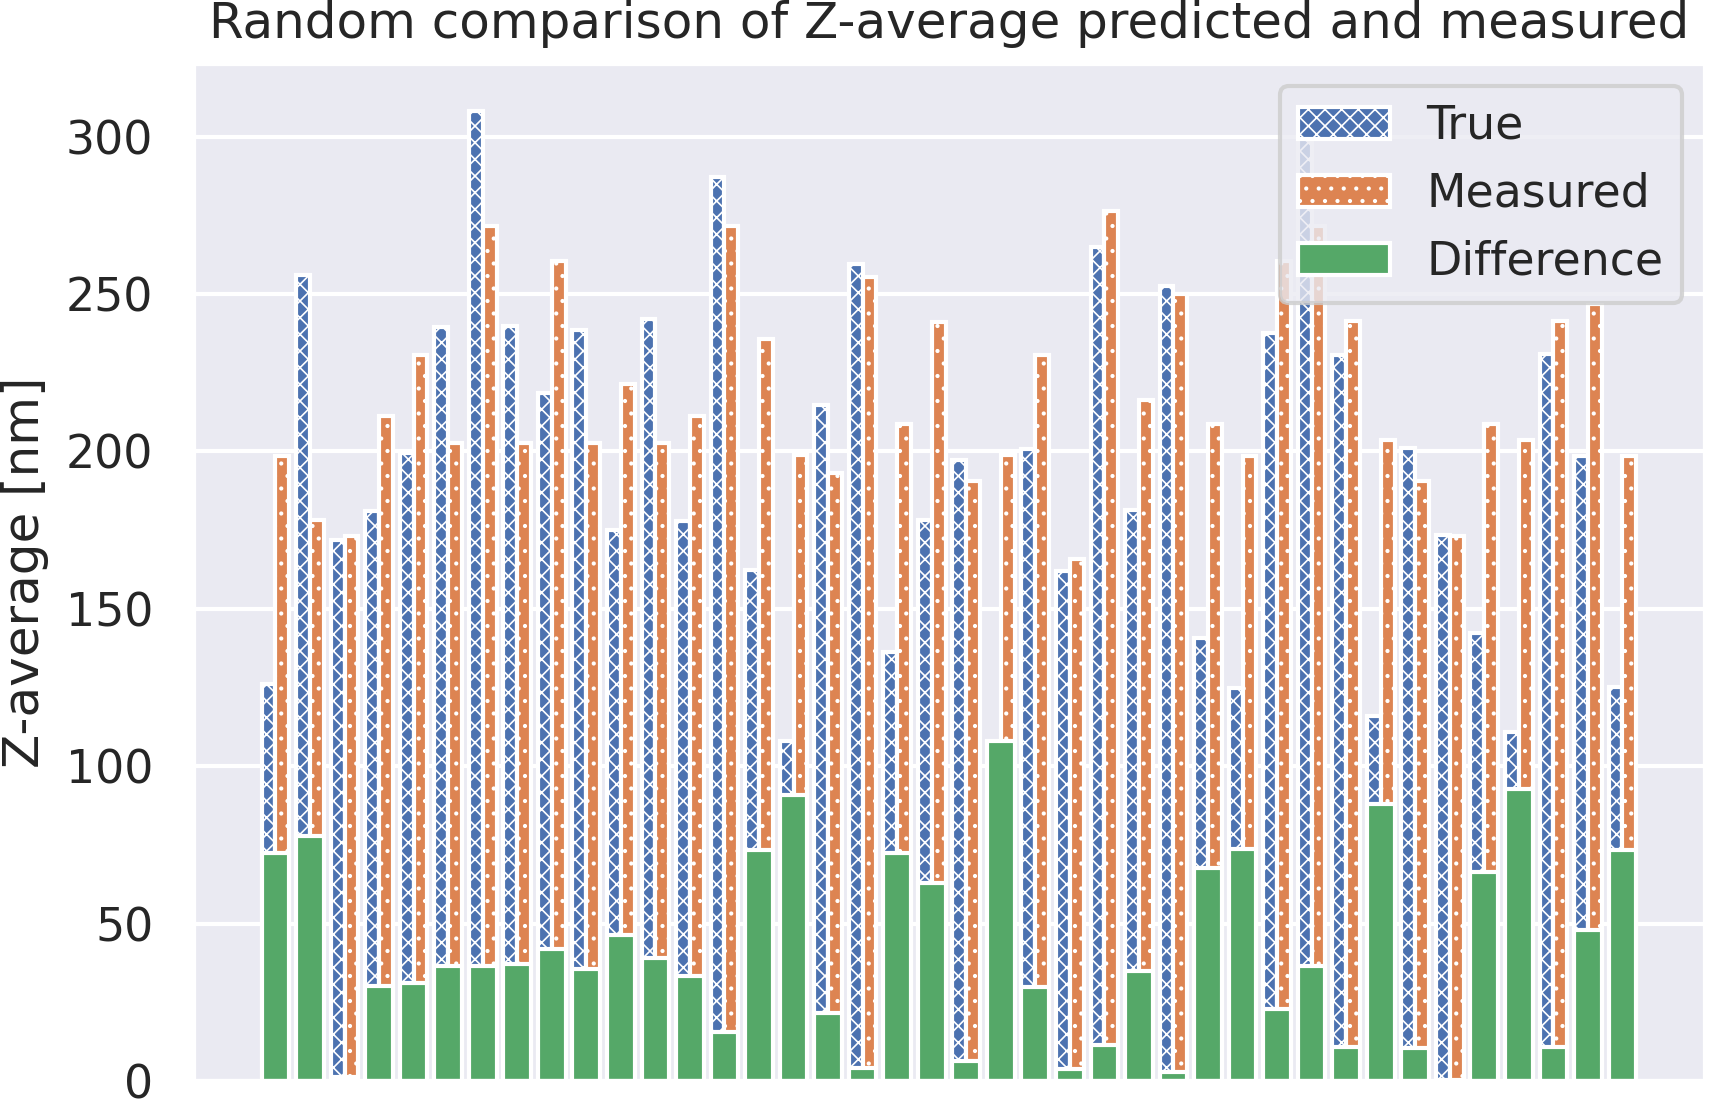 Random comparison of Z-average predicted and measured
True
Measured
Difference
Z-average [nm]
300
250
200
150
100
50
0